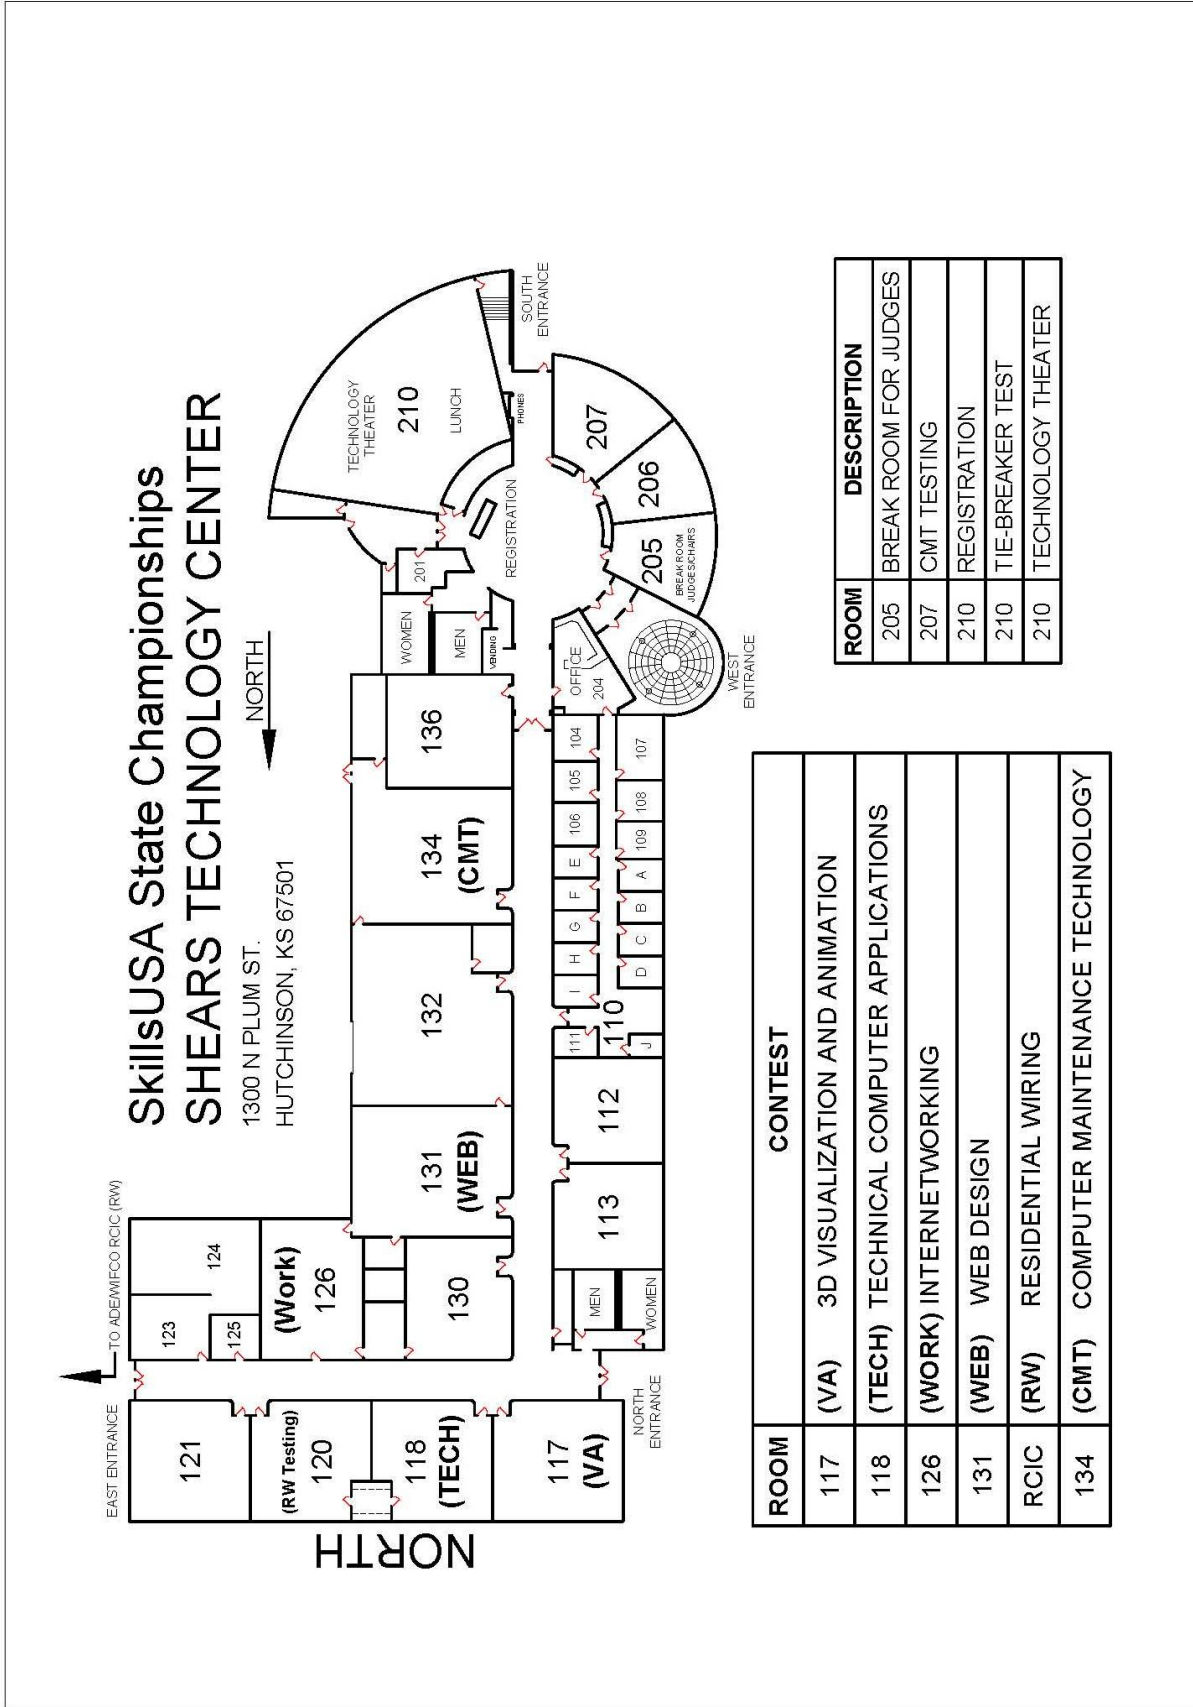 SkillsUSA State Championships
SHEARS TECHNOLOGY CENTER
1300 N PLUM ST.
HUTCHINSON, KS 67501
NORTH
TO ADE/WIFCO RCIC (RW)
EAST ENTRANCE
121
(RW Testing)
120
118
(TECH)
117
(VA)
NORTH
NORTH
ENTRANCE
123
124
125
(Work)
126
130
131
(WEB)
132
134
(CMT)
136
WOMEN
MEN
VENDING
201
REGISTRATION
TECHNOLOGY
THEATER
210
LUNCH
PHONES
SOUTH
ENTRANCE
207
206
205
BREAK ROOM
JUDGES/CHAIRS
OFFICE
204
WEST
ENTRANCE
104
105
106
E
F
G
H
I
107
108
109
A
B
C
D
110
111
J
112
113
MEN
WOMEN
ROOM CONTEST
117 (VA) 3D VISUALIZATION AND ANIMATION
118 (TECH) TECHNICAL COMPUTER APPLICATIONS
126 (WORK) INTERNETWORKING
131 (WEB) WEB DESIGN
RCIC (RW) RESIDENTIAL WIRING
134 (CMT) COMPUTER MAINTENANCE TECHNOLOGY
ROOM DESCRIPTION
205 BREAK ROOM FOR JUDGES
207 CMT TESTING
210 REGISTRATION
210 TIE-BREAKER TEST
210 TECHNOLOGY THEATER